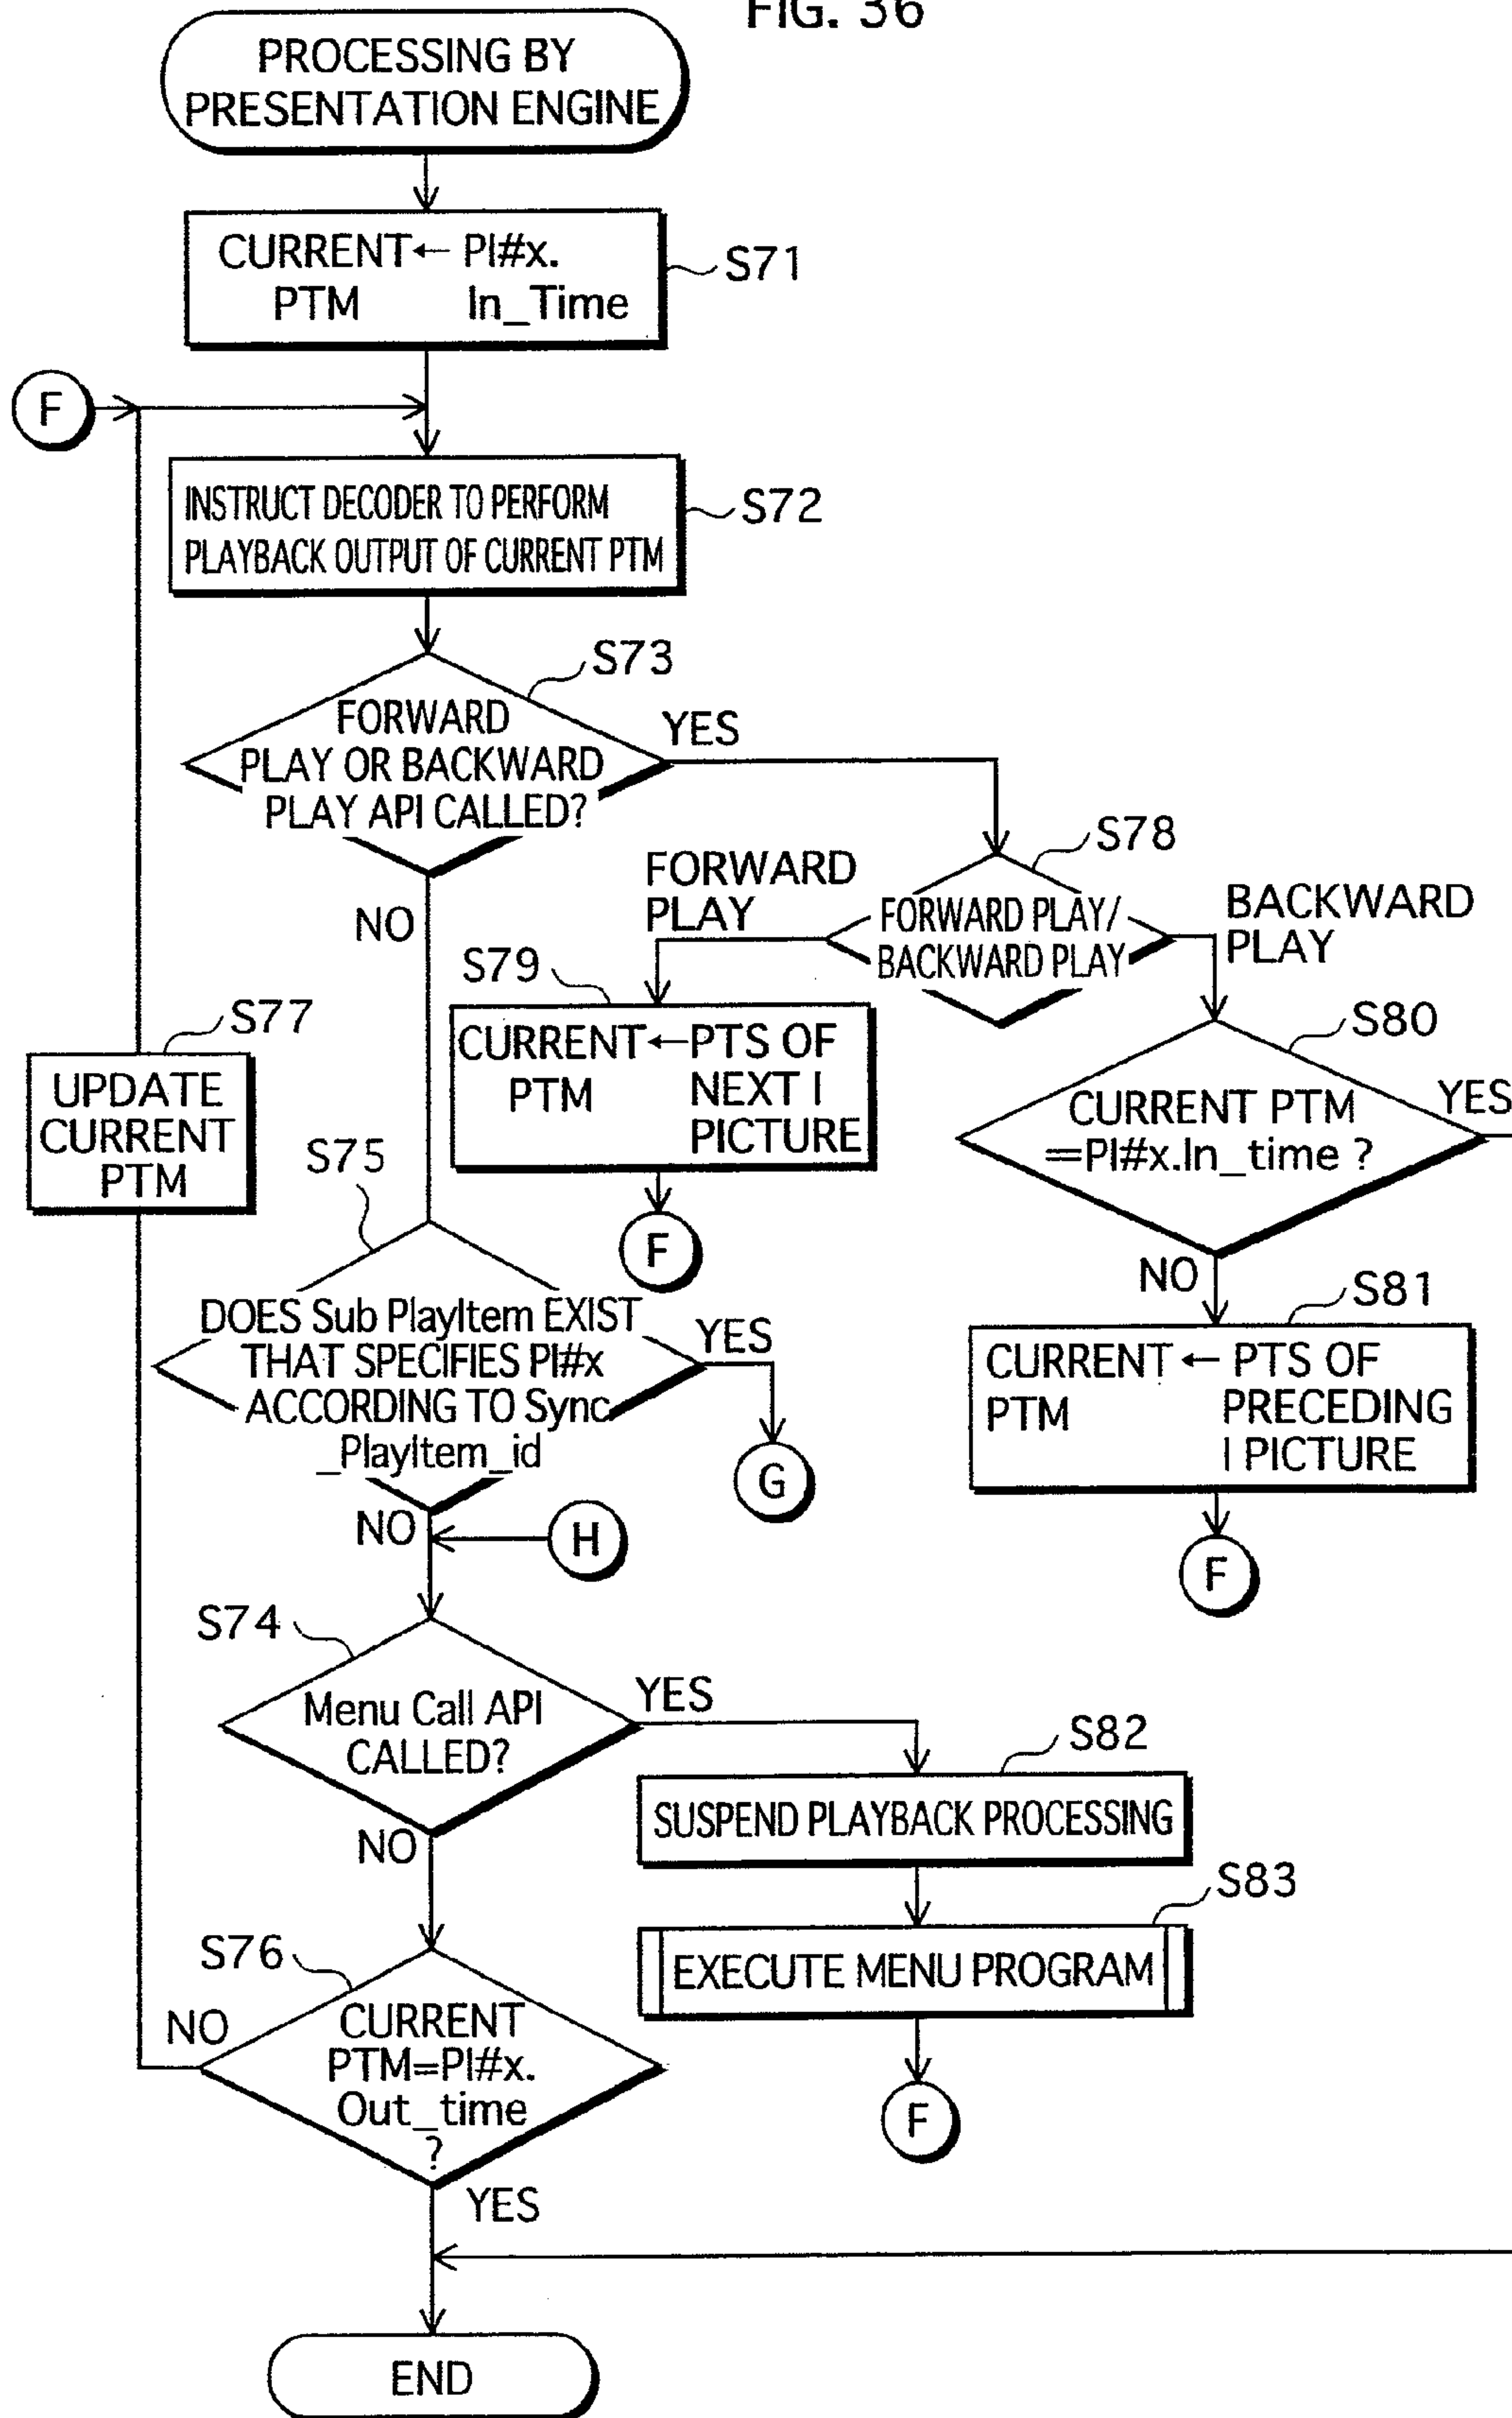 FIG. 36
PROCESSING BY
PRESENTATION ENGINE
CURRENT← PI#x.
PTM In_Time
S71
F
INSTRUCT DECODER TO PERFORM
PLAYBACK OUTPUT OF CURRENT PTM
S72
S73
FORWARD
PLAY OR BACKWARD
PLAY API CALLED?
YES
NO
S78
FORWARD PLAY/
BACKWARD PLAY
FORWARD
PLAY
BACKWARD
PLAY
S79
CURRENT←PTS OF
PTM NEXT I
PICTURE
F
S80
CURRENT PTM
=PI#x.In_time ?
YES
NO
S81
CURRENT ← PTS OF
PTM PRECEDING
I PICTURE
F
S77
UPDATE
CURRENT
PTM
S75
DOES Sub PlayItem EXIST
THAT SPECIFIES PI#x
ACCORDING TO Sync
_PlayItem_id
YES
G
NO
H
S74
Menu Call API
CALLED?
YES
NO
S82
SUSPEND PLAYBACK PROCESSING
S83
EXECUTE MENU PROGRAM
F
S76
CURRENT
PTM=PI#x.
Out_time
?
NO
YES
END